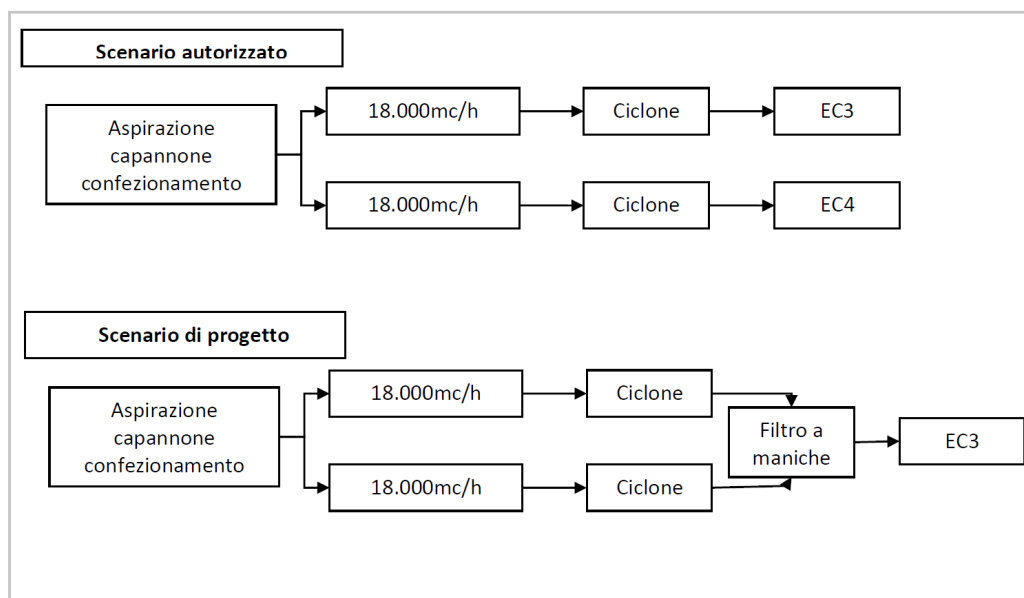 Scenario autorizzato
Aspirazione
capannone
confezionamento
18.000mc/h
Ciclone
EC3
18.000mc/h
Ciclone
EC4
Scenario di progetto
Aspirazione
capannone
confezionamento
18.000mc/h
Ciclone
18.000mc/h
Ciclone
Filtro a
maniche
EC3